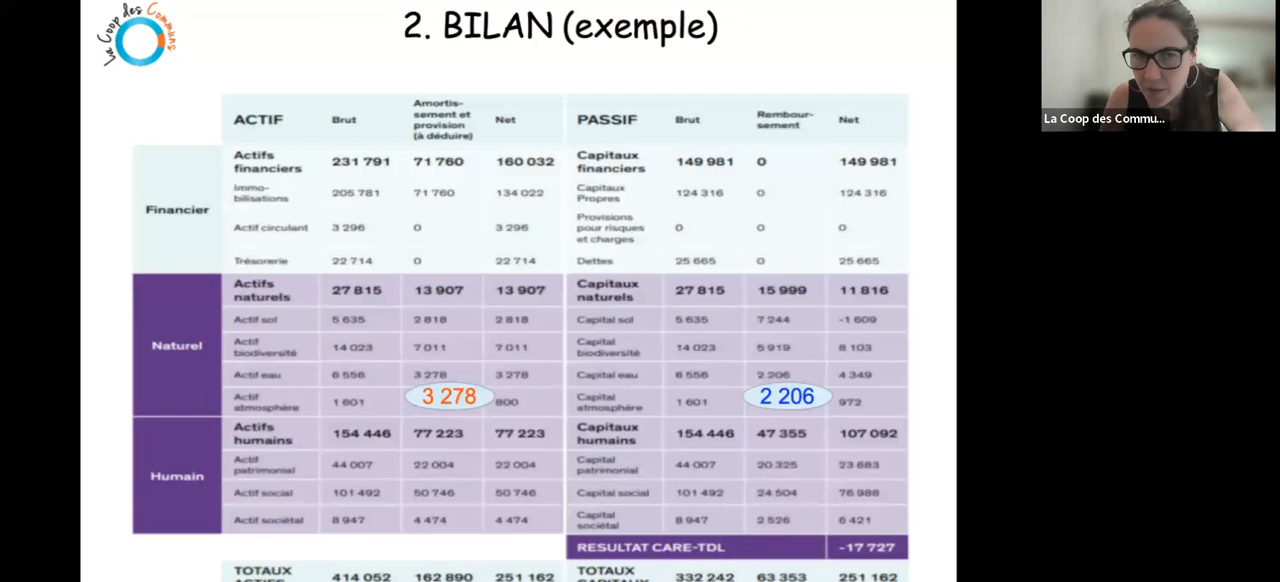 La Coop des Communs
2. BILAN (exemple)
La Coop des Commu...
ACTIF Brut Amortis-
sement et
provision
(à déduire) Net PASSIF Brut Rembour-
sement Net
Financier
Actifs
financiers 231 791 71 760 160 032 Capitaux
financiers 149 981 0 149 981
Immo-
bilisations 205 781 71 760 134 022 Capitaux
Propres 124 316 0 124 316
Actif circulant 3 296 0 3 296 Provisions
pour risques
et charges 0 0 0
Trésorerie 22 714 0 22 714 Dettes 25 665 0 25 665
Naturel
Actifs
naturels 27 815 13 907 13 907 Capitaux
naturels 27 815 15 999 11 816
Actif sol 5 635 2 818 2 818 Capital sol 5 635 7 244 -1 609
Actif
biodiversité 14 023 7 011 7 011 Capital
biodiversité 14 023 5 919 8 103
Actif eau 6 556 3 278 3 278 Capital eau 6 556 2 206 4 349
Actif
atmosphère 1 601 3 278 800 Capital
atmosphère 1 601 2 206 972
Humain
Actifs
humains 154 446 77 223 77 223 Capitaux
humains 154 446 47 355 107 092
Actif
patrimonial 44 007 22 004 22 004 Capital
patrimonial 44 007 20 325 23 683
Actif social 101 492 50 746 50 746 Capital social 101 492 24 504 76 988
Actif sociétal 8 947 4 474 4 474 Capital
sociétal 8 947 2 526 6 421
RESULTAT CARE-TDL -17 727
TOTAUX
ACTIFS 414 052 162 890 251 162 TOTAUX
CAPITAUX 332 242 63 353 251 162